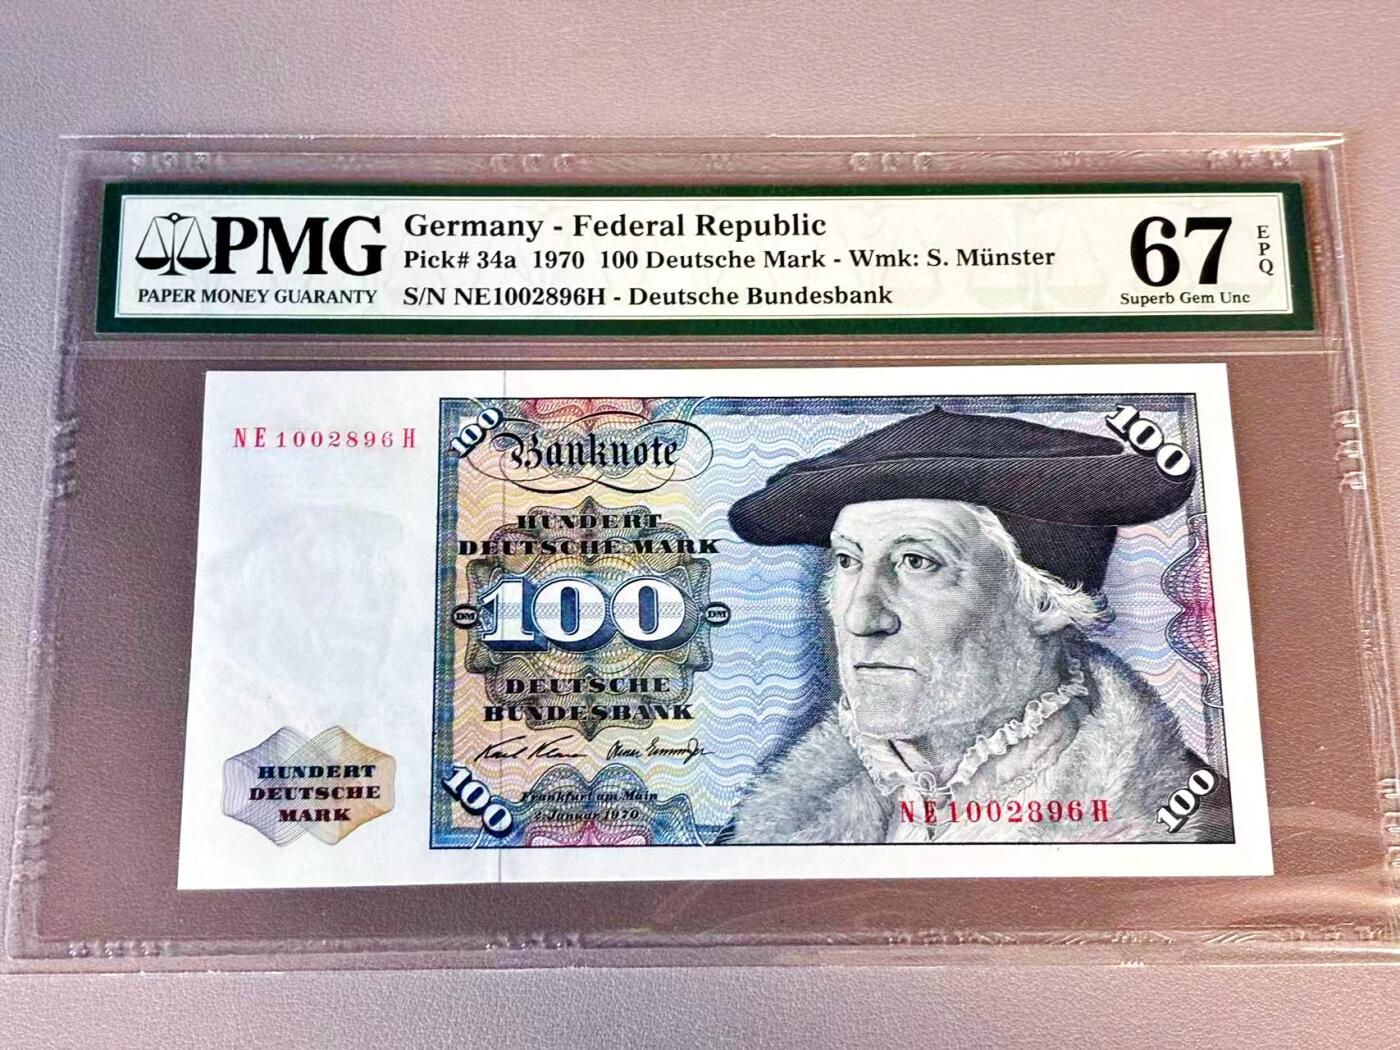 PMG
PAPER MONEY GUARANTY
Germany - Federal Republic
Pick# 34a 1970 100 Deutsche Mark - Wmk: S. Münster
S/N NE1002896H - Deutsche Bundesbank
67
EPQ
Superb Gem Unc
NE1002896H
100
Banknote
100
HUNDERT
DEUTSCHE MARK
DM 100 DM
DEUTSCHE
BUNDESBANK
HUNDERT
DEUTSCHE
MARK
100
Frankfurt am Main
2. Januar 1970
NE1002896H
100